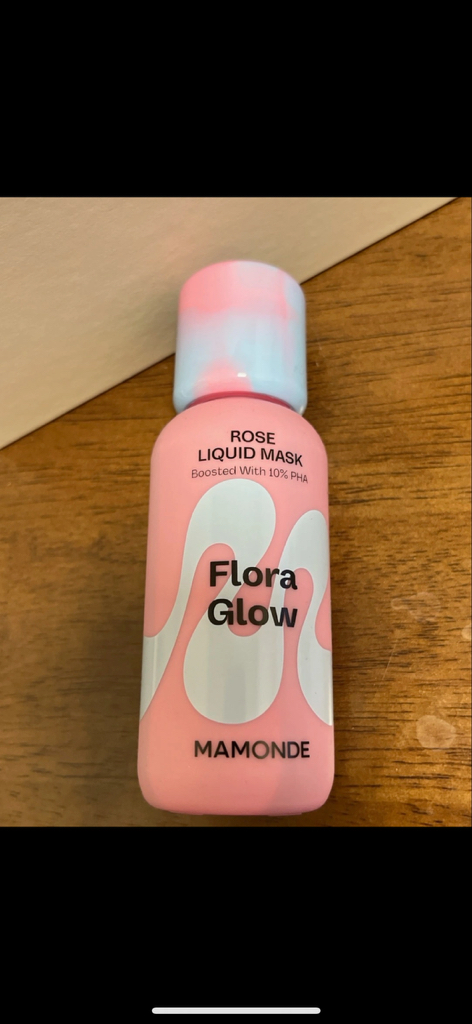 ROSE
LIQUID MASK
Boosted With 10% PHA
Flora
Glow
MAMONDE